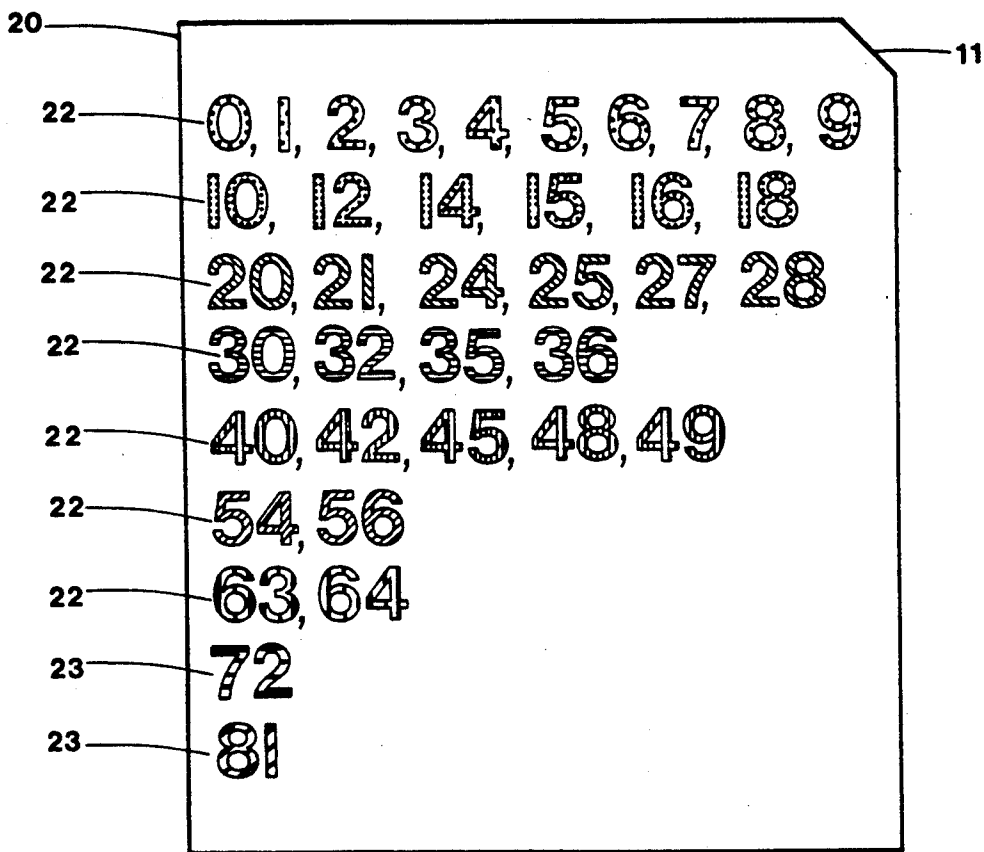 20
11
22 0, 1, 2, 3, 4, 5, 6, 7, 8, 9
22 10, 12, 14, 15, 16, 18
22 20, 21, 24, 25, 27, 28
22 30, 32, 35, 36
22 40, 42, 45, 48, 49
22 54, 56
22 63, 64
23 72
23 81